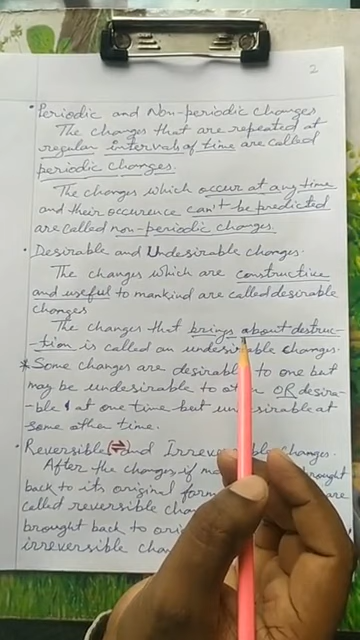 2
• Periodic and Non-periodic Changes
The changes that are repeated at
regular intervals of time are called
periodic changes.
The changes which occur at any time
and their occurence can't be predicted
are called non-periodic changes.
• Desirable and Undesirable changes.
The changes which are constructive
and useful to mankind are called desirable
changes
The changes that brings about destruc-
-tion is called an undesirable changes.
* Some changes are desirable to one but
may be undesirable to other OR desira-
-ble at one time but undesirable at
some other time.
• Reversible (⇌) and Irreversible Changes.
After the changes if brought
back to its original form are
called reversible
brought back to
irreversible